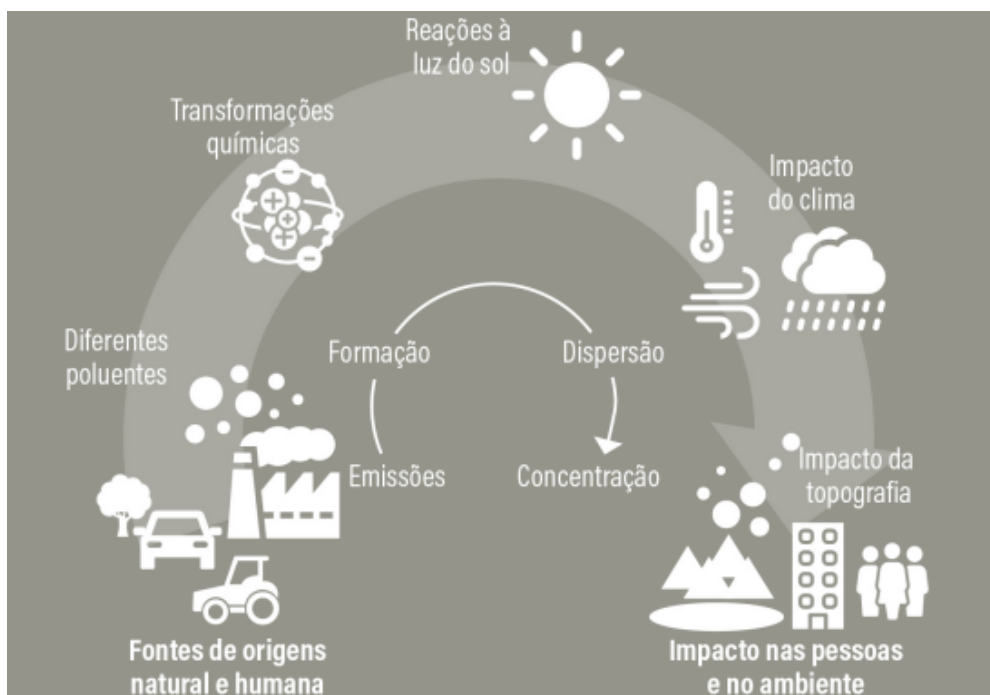 Reações à
luz do sol
Transformações
químicas
Impacto
do clima
Diferentes
poluentes
Formação
Dispersão
Emissões
Concentração
Impacto da
topografia
Fontes de origens
natural e humana
Impacto nas pessoas
e no ambiente